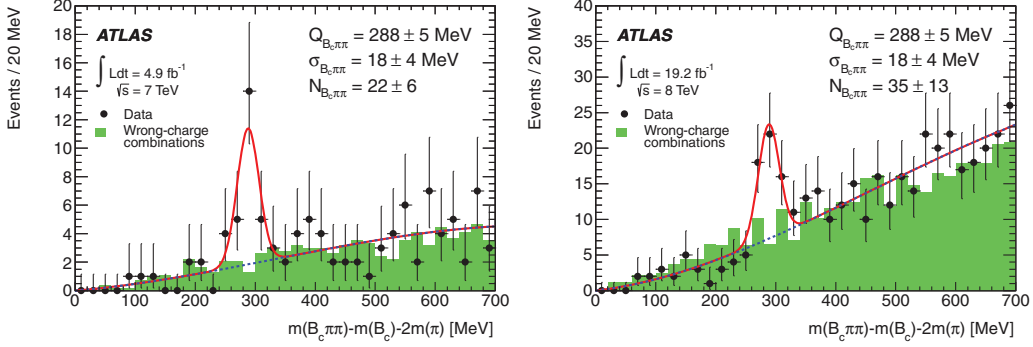 Events / 20 MeV
20
18
16
14
12
10
8
6
4
2
0
ATLAS
∫ Ldt = 4.9 fb⁻¹
√s = 7 TeV
Data
Wrong-charge
combinations
Q_{B_cππ} = 288 ± 5 MeV
σ_{B_cππ} = 18 ± 4 MeV
N_{B_cππ} = 22 ± 6
0 100 200 300 400 500 600 700
m(B_cππ)-m(B_c)-2m(π) [MeV]
Events / 20 MeV
40
35
30
25
20
15
10
5
0
ATLAS
∫ Ldt = 19.2 fb⁻¹
√s = 8 TeV
Data
Wrong-charge
combinations
Q_{B_cππ} = 288 ± 5 MeV
σ_{B_cππ} = 18 ± 4 MeV
N_{B_cππ} = 35 ± 13
0 100 200 300 400 500 600 700
m(B_cππ)-m(B_c)-2m(π) [MeV]